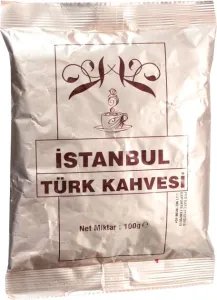 İSTANBUL
TÜRK KAHVESİ
Net Miktar : 100g e